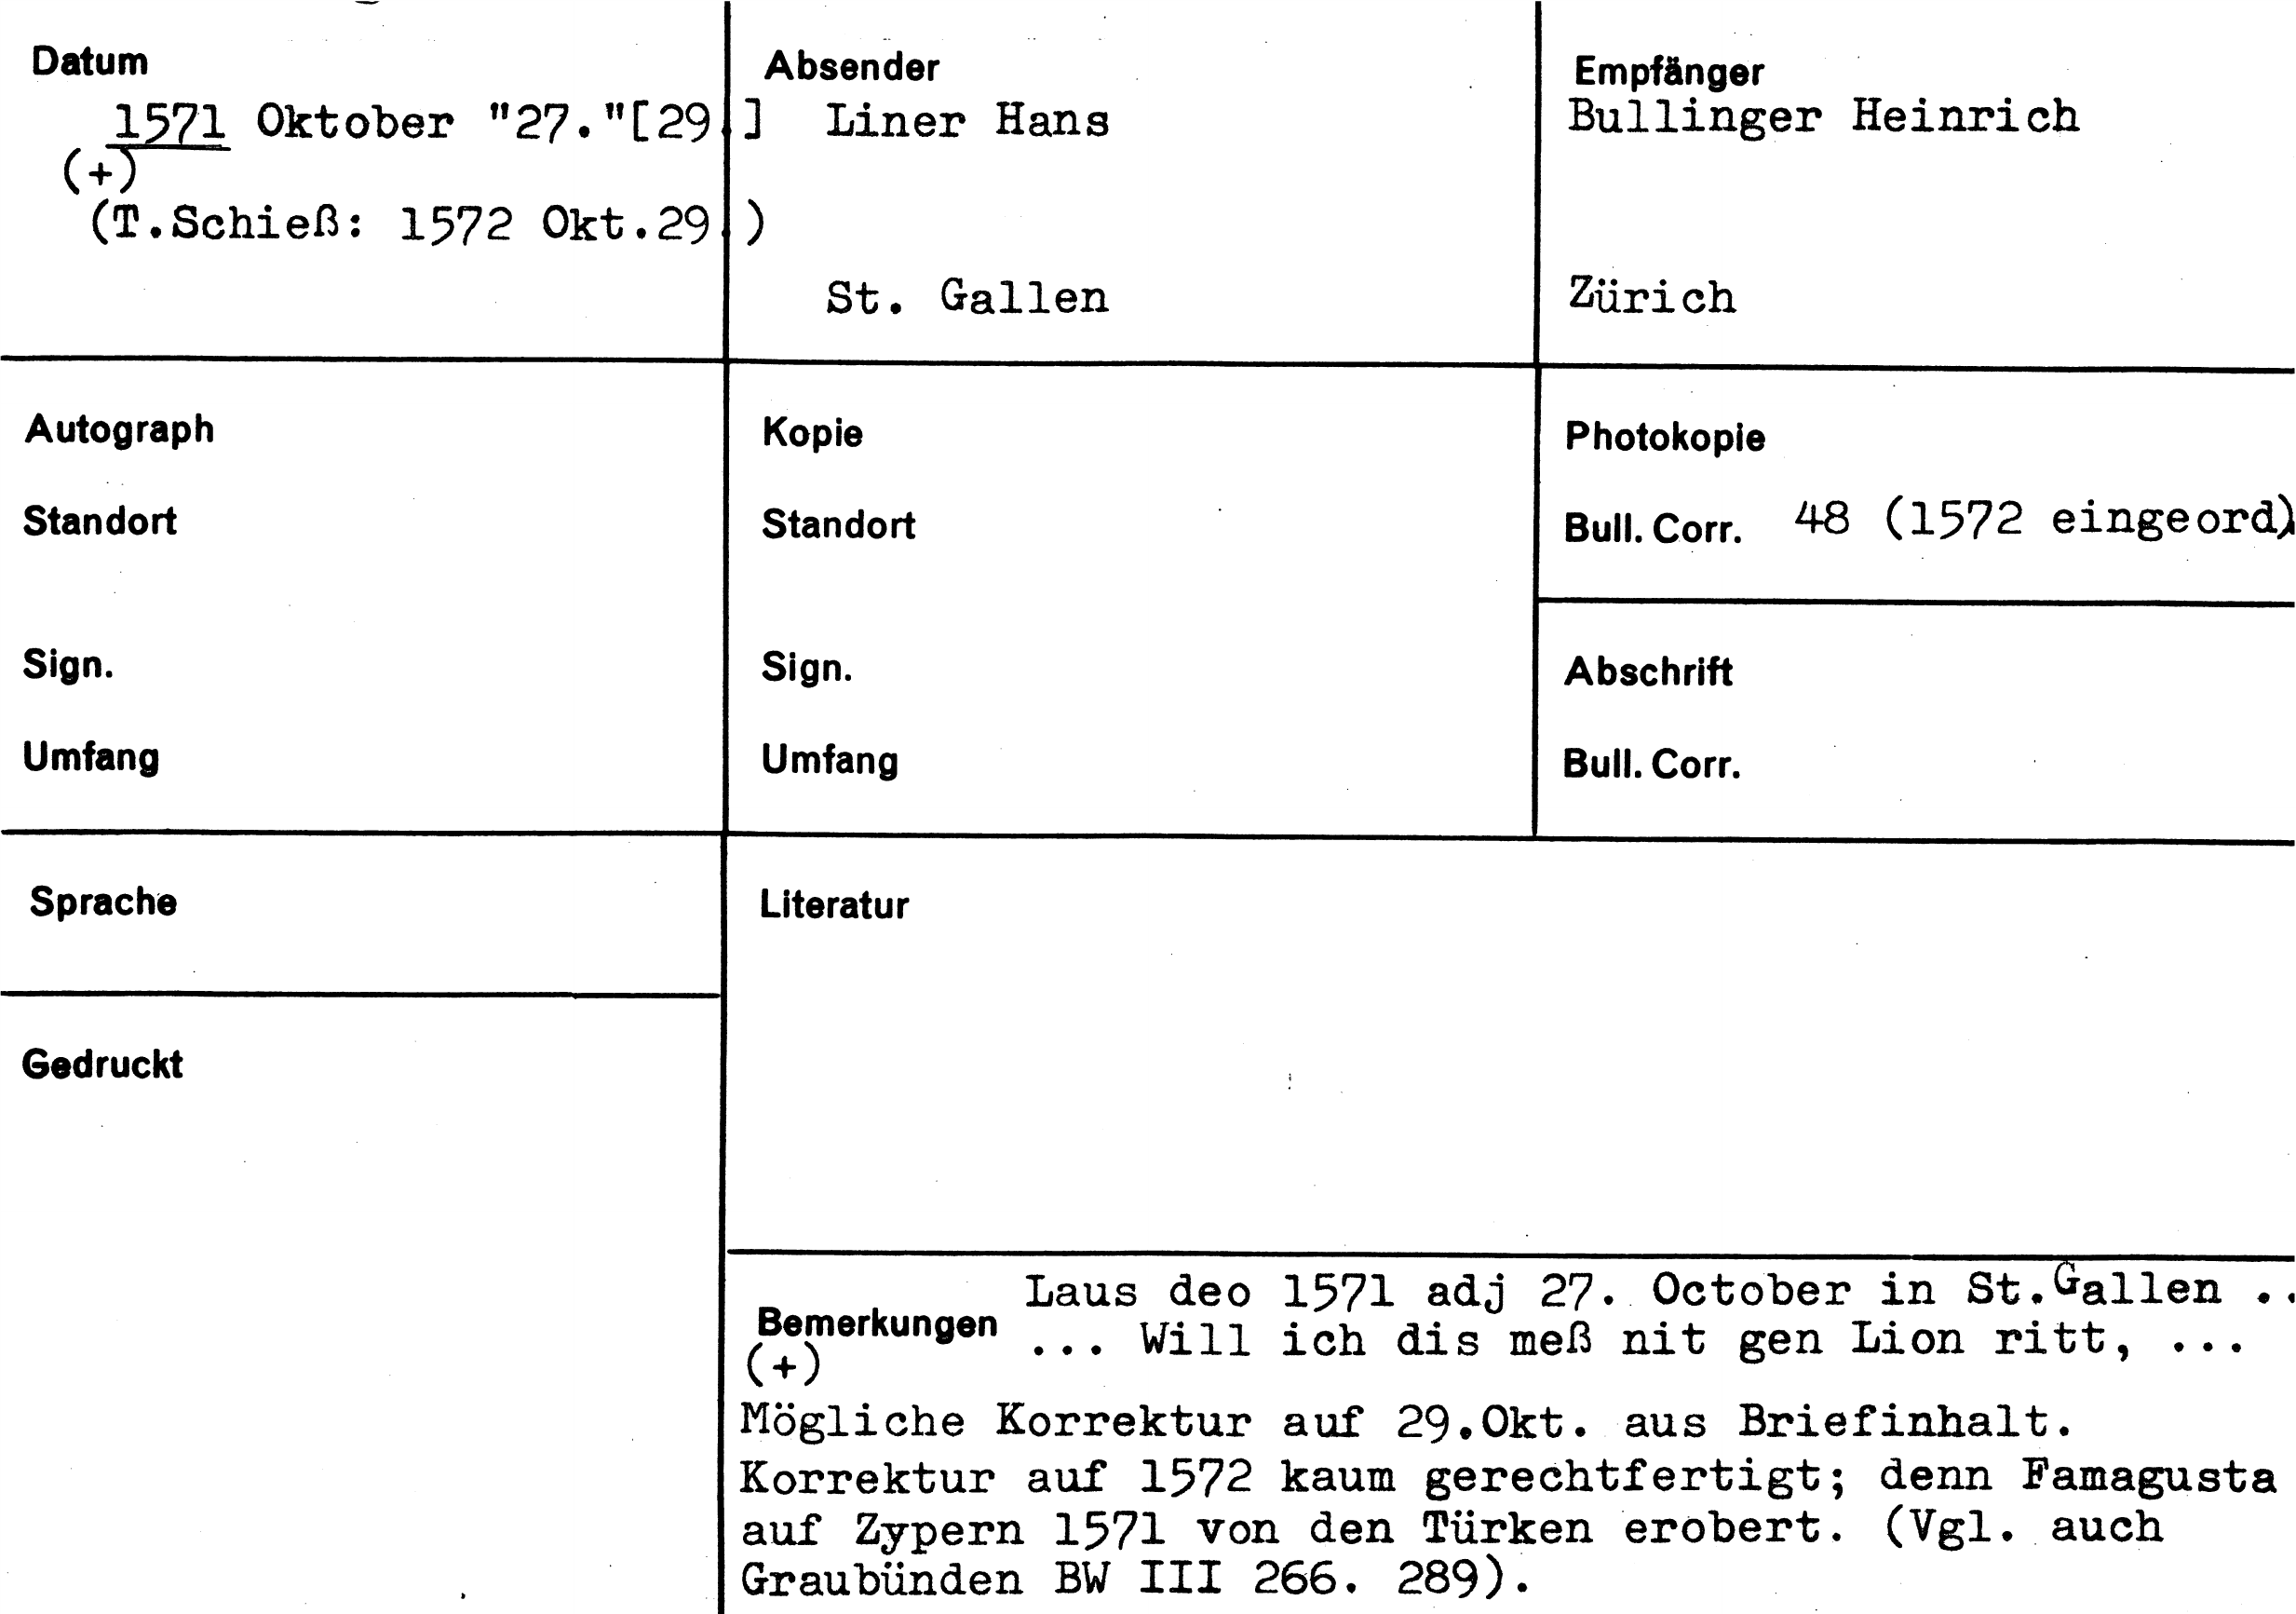 Datum
1571 Oktober "27."[29.]
(+)
(T.Schieß: 1572 Okt.29.)
Absender
Liner Hans
St. Gallen
Empfänger
Bullinger Heinrich
Zürich
Autograph
Standort
Sign.
Umfang
Kopie
Standort
Sign.
Umfang
Photokopie
Bull. Corr. 48 (1572 eingeord)
Abschrift
Bull. Corr.
Sprache
Gedruckt
Literatur
Bemerkungen
Laus deo 1571 adj 27. October in St.Gallen ..
... Will ich dis meß nit gen Lion ritt, ...
(+)
Mögliche Korrektur auf 29.Okt. aus Briefinhalt.
Korrektur auf 1572 kaum gerechtfertigt; denn Famagusta
auf Zypern 1571 von den Türken erobert. (Vgl. auch
Graubünden BW III 266. 289).